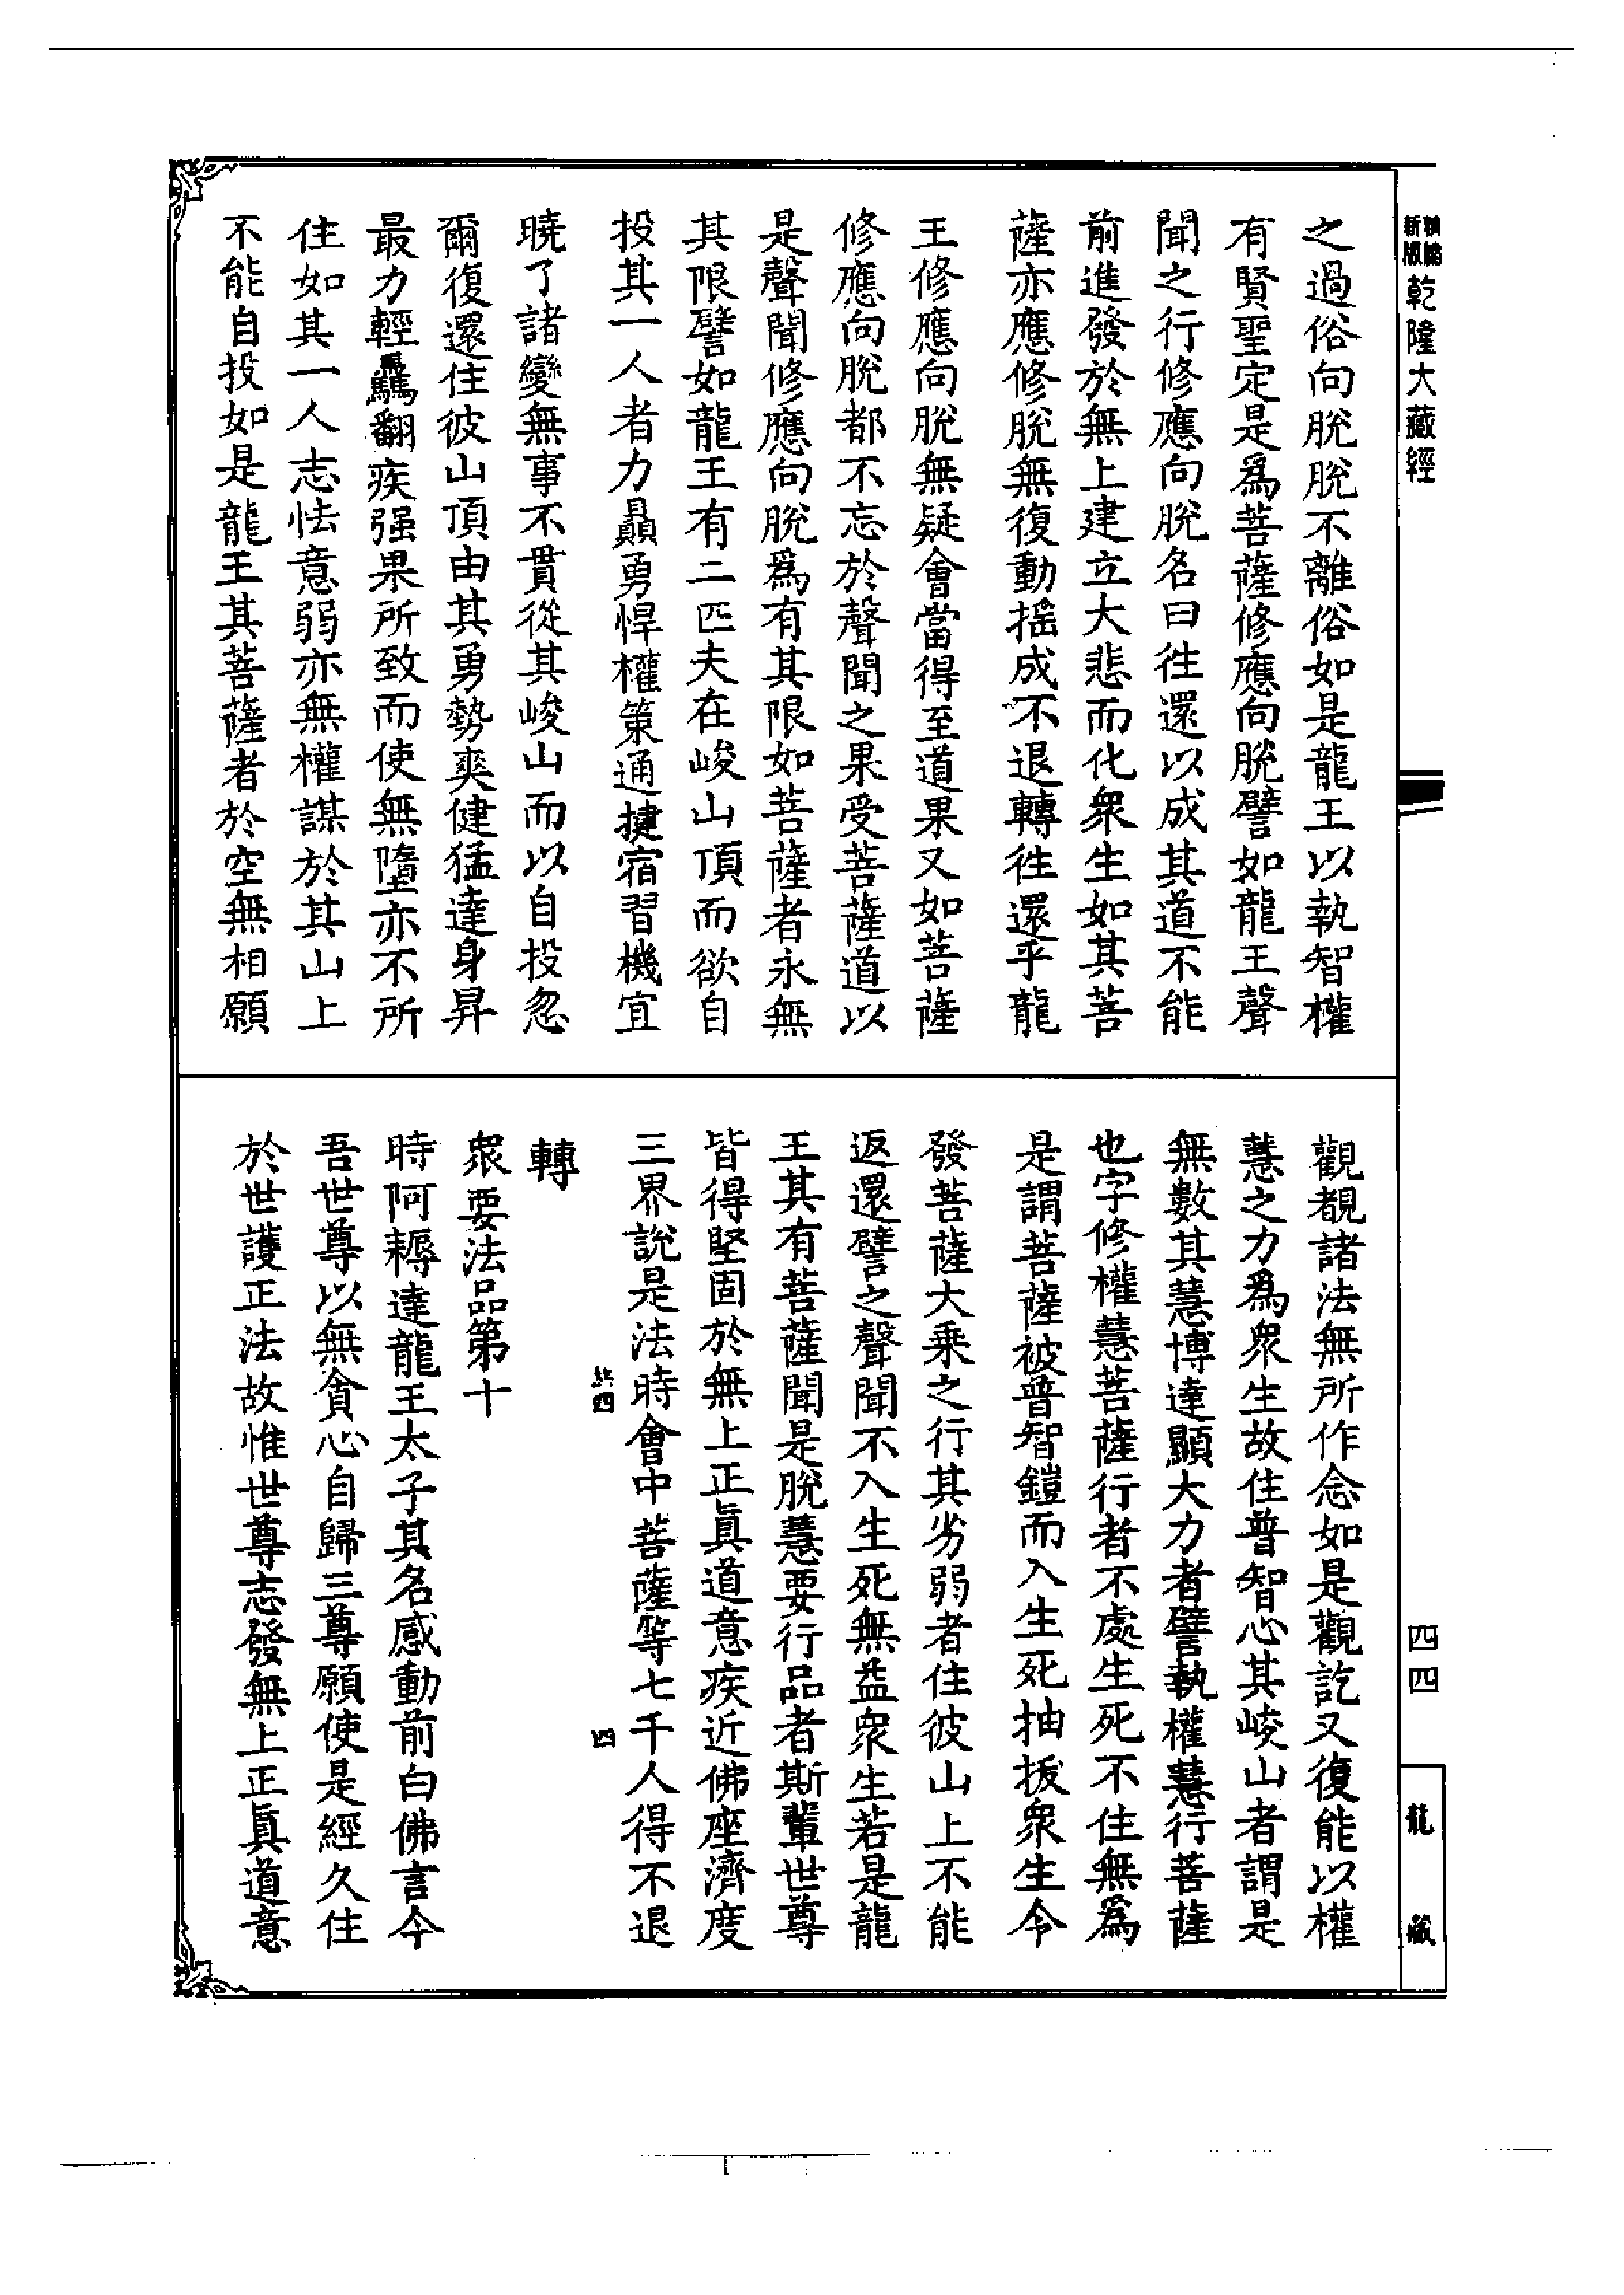 新版
乾隆大藏經
之過俗向脫脫不離俗如是龍王以執智權
有賢聖定是爲菩薩修應向脫譬如龍王聲
聞之行修應向脫名曰往還以成其道不能
前進發於無上建立大悲而化衆生如其菩
薩亦應修脫無復動搖成不退轉往還乎龍
王修應向脫無疑會當得至道果又如菩薩
修應向脫都不忘於聲聞之果受菩薩道以
是聲聞修應向脫爲有其限如菩薩者永無
其限譬如龍王有二匹夫在峻山頂而欲自
投其一人者力贔勇悍權策通揵宿習機宜
曉了諸變無事不貫從其峻山而以自投忽
爾復還住彼山頂由其勇勢奕健猛達身昇
最力輕驫翻疾强果所致而使無墮亦不所
住如其一人志怯意弱亦無權謀於其山上
不能自投如是龍王其菩薩者於空無相願
觀覩諸法無所作念如是觀訖又復能以權
慧之力爲衆生故住普智心其峻山者謂是
無數其慧博達顯大力者譬執權慧行菩薩
也字修權慧菩薩行者不處生死不住無爲
是謂菩薩被普智鎧而入生死抽拔衆生令
發菩薩大乘之行其劣弱者住彼山上不能
返還譬之聲聞不入生死無益衆生若是龍
王其有菩薩聞是脫慧要行品者斯輩世尊
皆得堅固於無上正眞道意疾近佛座濟度
三界說是法時會中菩薩等七千人得不退
四
四
轉
衆要法品第十
時阿耨達龍王太子其名感動前白佛言今
吾世尊以無貪心自歸三尊願使是經久住
於世護正法故惟世尊志發無上正眞道意
四四
龍藏